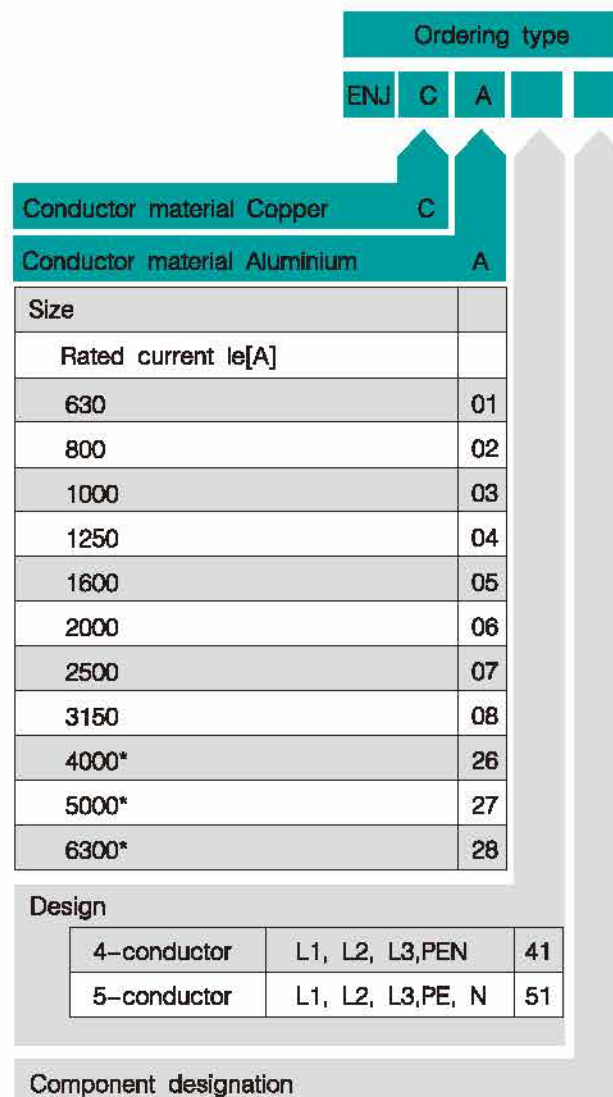 Ordering type
ENJ C A
Conductor material Copper C
Conductor material Aluminium A
Size
Rated current Ie[A]
630 01
800 02
1000 03
1250 04
1600 05
2000 06
2500 07
3150 08
4000* 26
5000* 27
6300* 28
Design
4-conductor L1, L2, L3,PEN 41
5-conductor L1, L2, L3,PE, N 51
Component designation